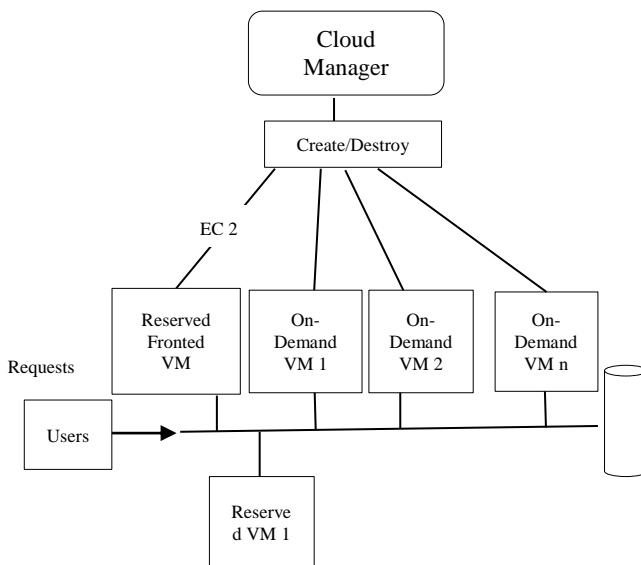 Cloud
Manager
Create/Destroy
EC 2
Reserved
Fronted
VM
On-
Demand
VM 1
On-
Demand
VM 2
On-
Demand
VM n
Requests
Users
Reserve
d VM 1